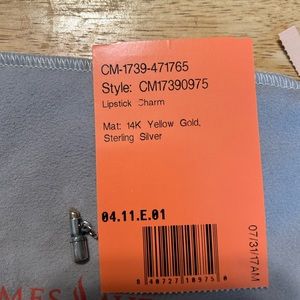 CM-1739-471765
Style: CM17390975
Lipstick Charm
Mat: 14K Yellow Gold,
Sterling Silver
04.11.E.01
07/31/17AM